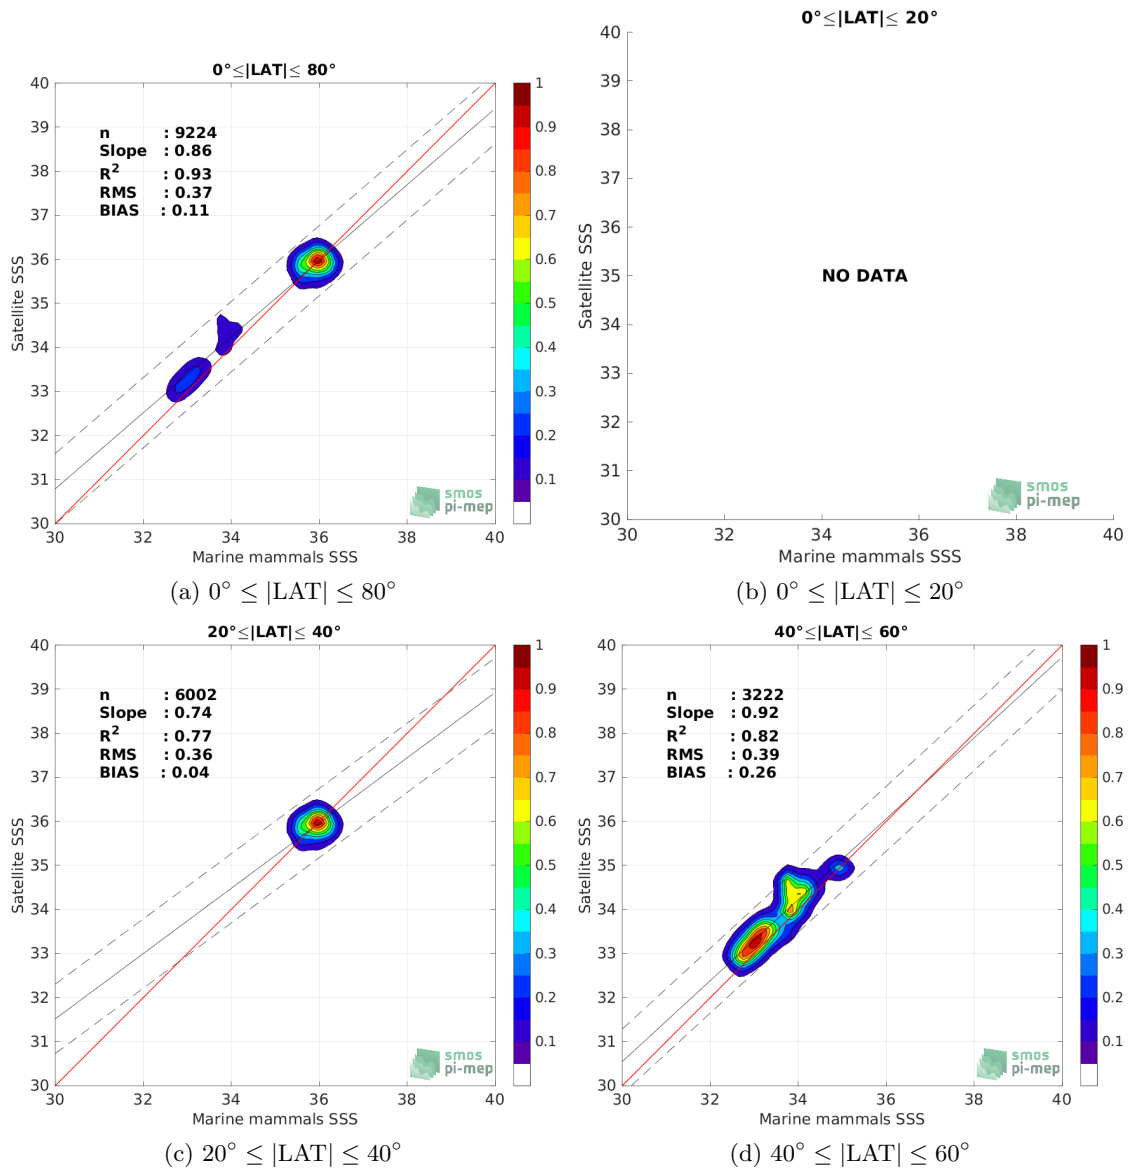 0°≤|LAT|≤ 80°
40
39
38
37
36
35
34
33
32
31
30
30
32
34
36
38
40
Satellite SSS
Marine mammals SSS
n : 9224
Slope : 0.86
R² : 0.93
RMS : 0.37
BIAS : 0.11
smos
pi-mep
1
0.9
0.8
0.7
0.6
0.5
0.4
0.3
0.2
0.1
(a) 0° ≤ |LAT| ≤ 80°
0°≤|LAT|≤ 20°
40
39
38
37
36
35
34
33
32
31
30
30
32
34
36
38
40
Satellite SSS
Marine mammals SSS
NO DATA
smos
pi-mep
(b) 0° ≤ |LAT| ≤ 20°
20°≤|LAT|≤ 40°
40
39
38
37
36
35
34
33
32
31
30
30
32
34
36
38
40
Satellite SSS
Marine mammals SSS
n : 6002
Slope : 0.74
R² : 0.77
RMS : 0.36
BIAS : 0.04
smos
pi-mep
1
0.9
0.8
0.7
0.6
0.5
0.4
0.3
0.2
0.1
(c) 20° ≤ |LAT| ≤ 40°
40°≤|LAT|≤ 60°
40
39
38
37
36
35
34
33
32
31
30
30
32
34
36
38
40
Satellite SSS
Marine mammals SSS
n : 3222
Slope : 0.92
R² : 0.82
RMS : 0.39
BIAS : 0.26
smos
pi-mep
1
0.9
0.8
0.7
0.6
0.5
0.4
0.3
0.2
0.1
(d) 40° ≤ |LAT| ≤ 60°